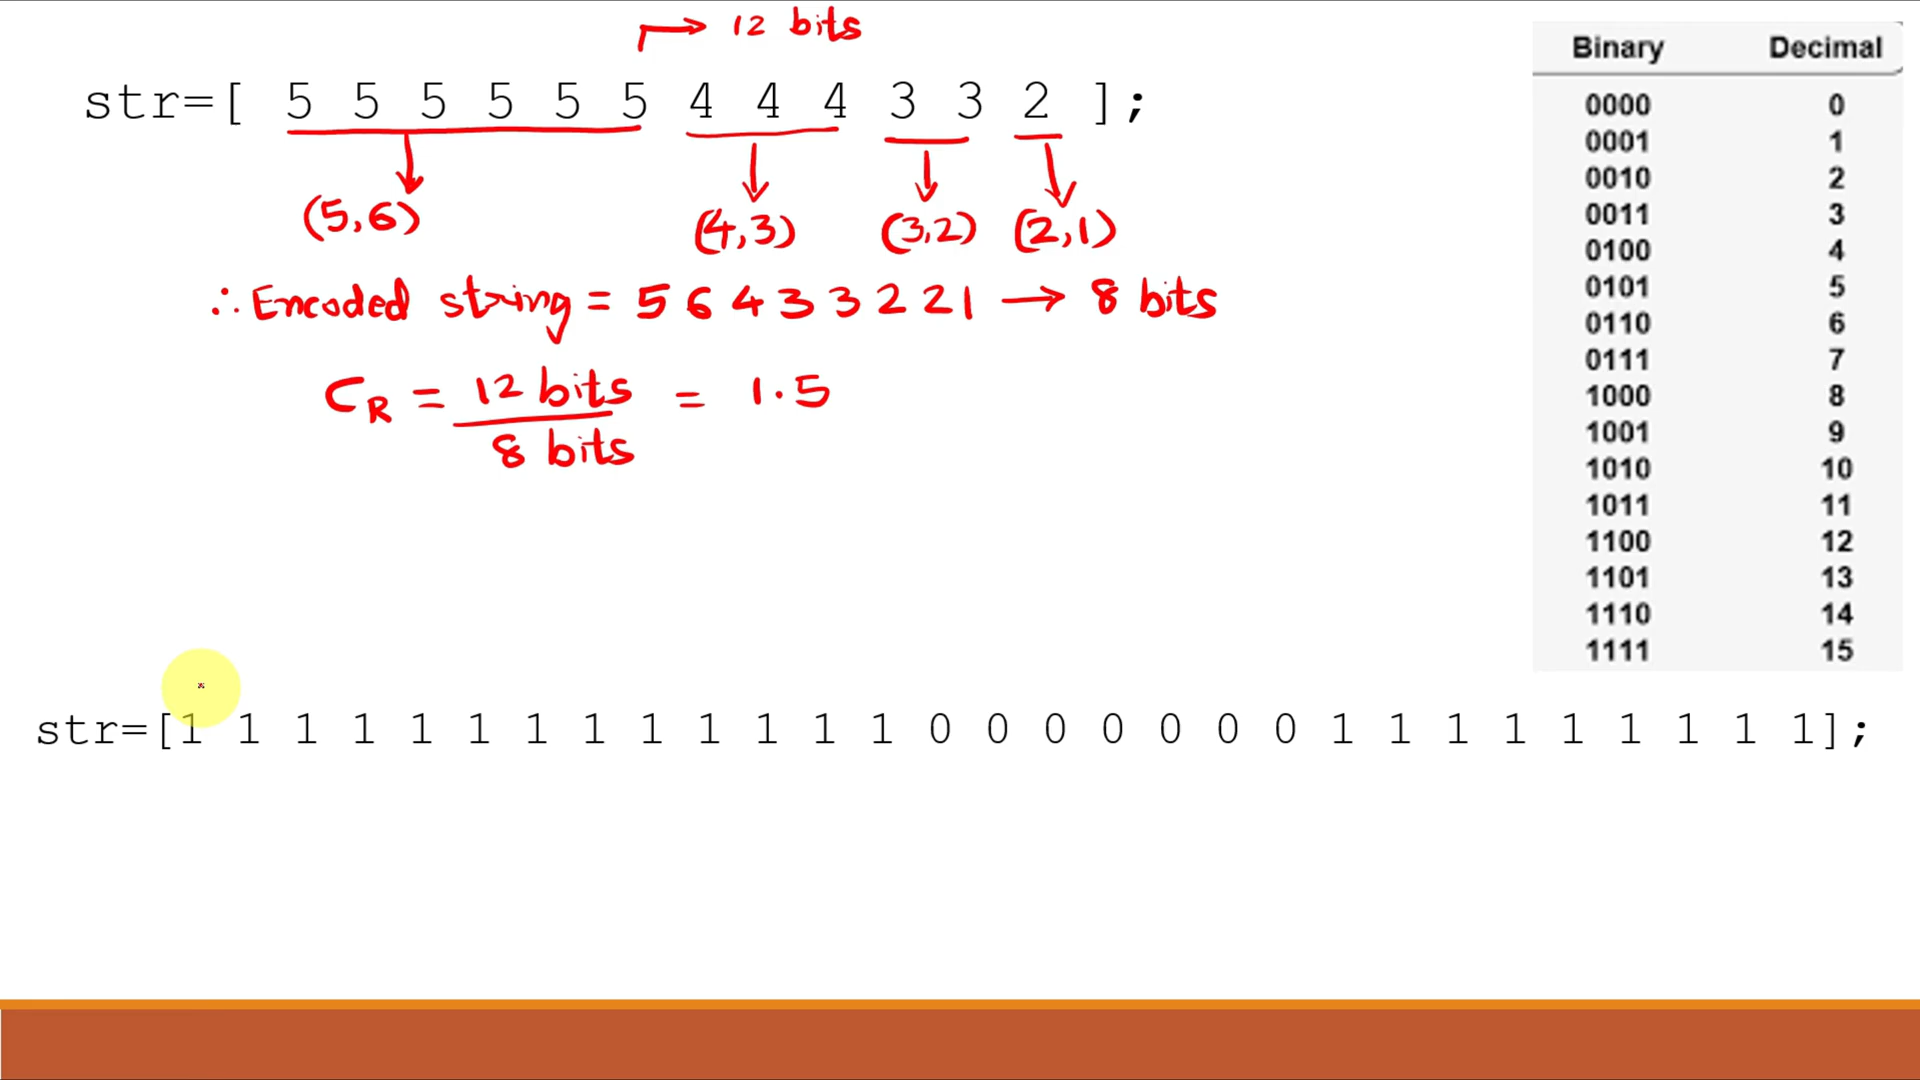 12 bits
str=[ 5 5 5 5 5 5 4 4 4 3 3 2 ];
(5,6) (4,3) (3,2) (2,1)
∴ Encoded string = 5 6 4 3 3 2 2 1 → 8 bits
CR = 12 bits / 8 bits = 1.5
Binary Decimal
0000 0
0001 1
0010 2
0011 3
0100 4
0101 5
0110 6
0111 7
1000 8
1001 9
1010 10
1011 11
1100 12
1101 13
1110 14
1111 15
str=[1 1 1 1 1 1 1 1 1 1 1 1 1 0 0 0 0 0 0 0 1 1 1 1 1 1 1 1 1];